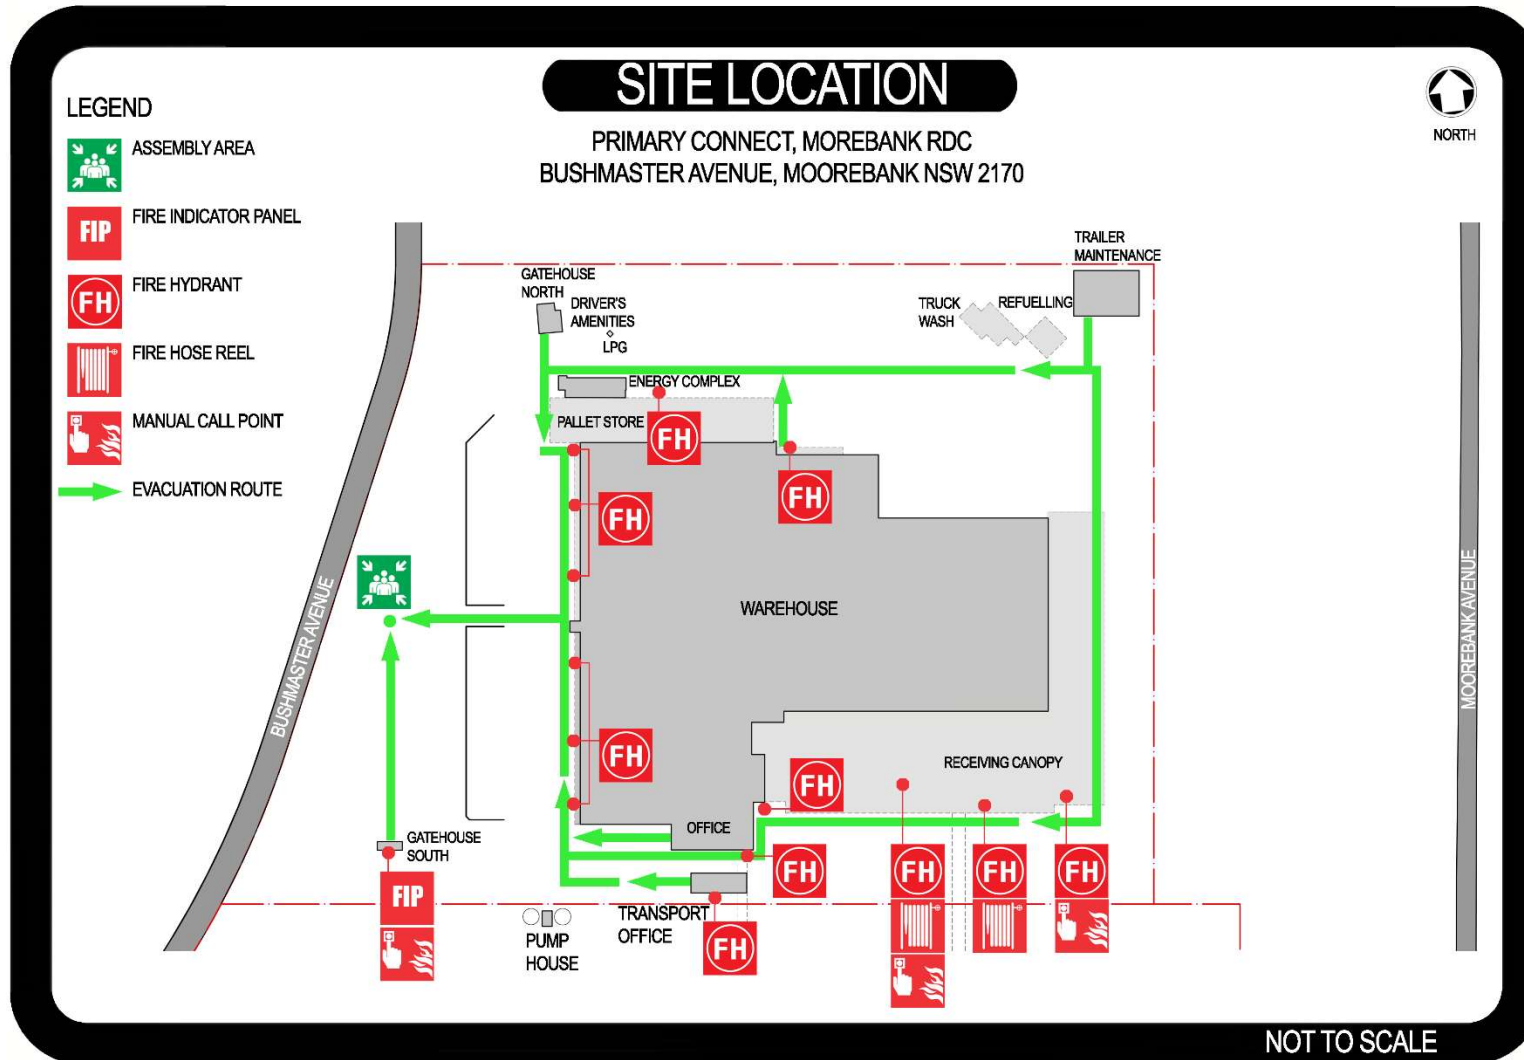 SITE LOCATION
PRIMARY CONNECT, MOREBANK RDC
BUSHMASTER AVENUE, MOOREBANK NSW 2170
NORTH
LEGEND
ASSEMBLY AREA
FIP
FIRE INDICATOR PANEL
FH
FIRE HYDRANT
FIRE HOSE REEL
MANUAL CALL POINT
EVACUATION ROUTE
TRAILER
MAINTENANCE
GATEHOUSE
NORTH
DRIVER'S
AMENITIES
LPG
TRUCK
WASH
REFUELLING
ENERGY COMPLEX
PALLET STORE
FH
FH
FH
WAREHOUSE
BUSHMASTER AVENUE
MOOREBANK AVENUE
FH
FH
RECEIVING CANOPY
OFFICE
GATEHOUSE
SOUTH
FIP
FH
FH
FH
FH
TRANSPORT
OFFICE
FH
PUMP
HOUSE
NOT TO SCALE